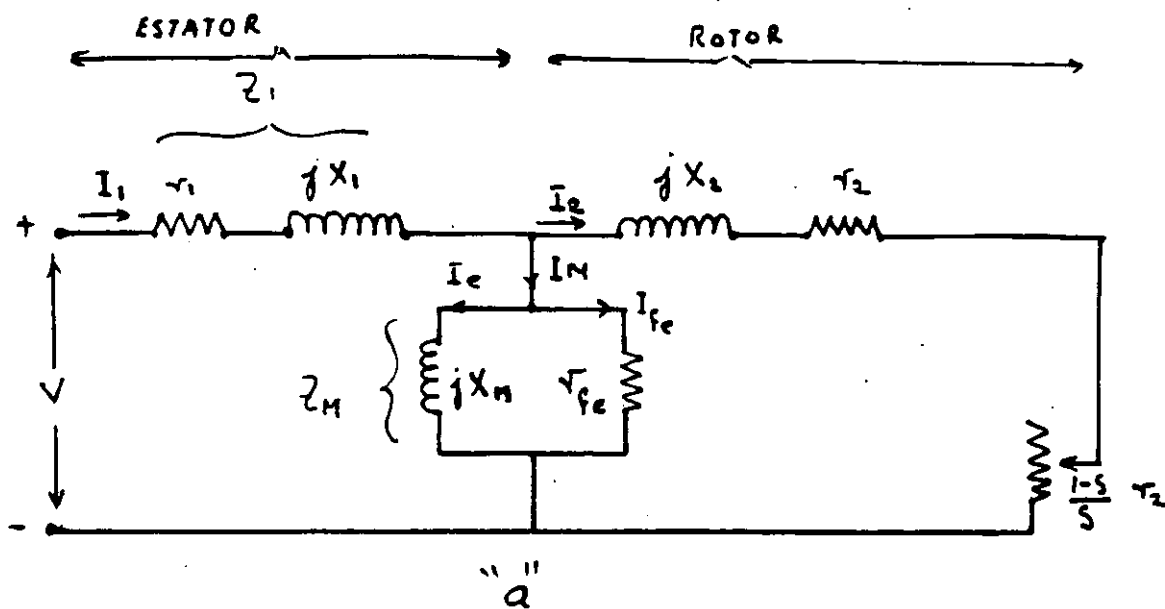 ESTATOR ROTOR
Z₁
I₁ r₁ jX₁ I₂ jX₂ r₂
+
Ie IM
Ife
V ZM jXM rfe
1-S/S r₂
-
"a"